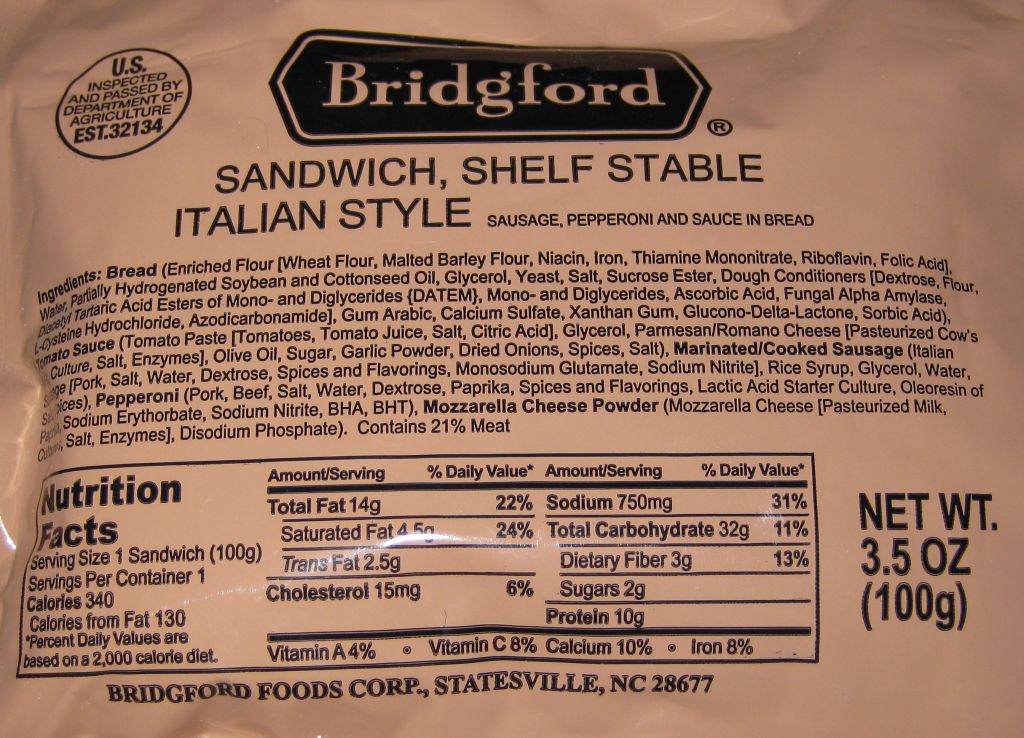 U.S.
INSPECTED
AND PASSED BY
DEPARTMENT OF
AGRICULTURE
EST.32134
Bridgford ®
SANDWICH, SHELF STABLE
ITALIAN STYLE SAUSAGE, PEPPERONI AND SAUCE IN BREAD
Ingredients: Bread (Enriched Flour [Wheat Flour, Malted Barley Flour, Niacin, Iron, Thiamine Mononitrate, Riboflavin, Folic Acid],
Water, Partially Hydrogenated Soybean and Cottonseed Oil, Glycerol, Yeast, Salt, Sucrose Ester, Dough Conditioners [Dextrose, Flour,
Diacetyl Tartaric Acid Esters of Mono- and Diglycerides {DATEM}, Mono- and Diglycerides, Ascorbic Acid, Fungal Alpha Amylase,
L-Cysteine Hydrochloride, Azodicarbonamide], Gum Arabic, Calcium Sulfate, Xanthan Gum, Glucono-Delta-Lactone, Sorbic Acid),
Tomato Sauce (Tomato Paste [Tomatoes, Tomato Juice, Salt, Citric Acid], Glycerol, Parmesan/Romano Cheese [Pasteurized Cow's
Culture, Salt, Enzymes], Olive Oil, Sugar, Garlic Powder, Dried Onions, Spices, Salt), Marinated/Cooked Sausage (Italian
[Pork, Salt, Water, Dextrose, Spices and Flavorings, Monosodium Glutamate, Sodium Nitrite], Rice Syrup, Glycerol, Water,
Pepperoni (Pork, Beef, Salt, Water, Dextrose, Paprika, Spices and Flavorings, Lactic Acid Starter Culture, Oleoresin of
Sodium Erythorbate, Sodium Nitrite, BHA, BHT), Mozzarella Cheese Powder (Mozzarella Cheese [Pasteurized Milk,
Salt, Enzymes], Disodium Phosphate). Contains 21% Meat
Nutrition
Facts
Serving Size 1 Sandwich (100g)
Servings Per Container 1
Calories 340
Calories from Fat 130
*Percent Daily Values are
based on a 2,000 calorie diet.
Amount/Serving % Daily Value* Amount/Serving % Daily Value*
Total Fat 14g 22% Sodium 750mg 31%
Saturated Fat 4.5g 24% Total Carbohydrate 32g 11%
Trans Fat 2.5g Dietary Fiber 3g 13%
Cholesterol 15mg 6% Sugars 2g
Protein 10g
Vitamin A 4% • Vitamin C 8% Calcium 10% • Iron 8%
NET WT.
3.5 OZ
(100g)
BRIDGFORD FOODS CORP., STATESVILLE, NC 28677